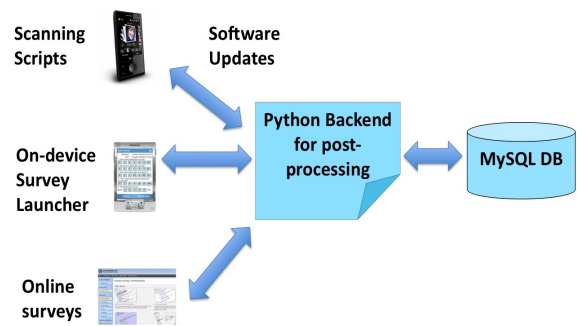 Scanning
Scripts
Software
Updates
Python Backend
for post-
processing
MySQL DB
On-device
Survey
Launcher
Online
surveys